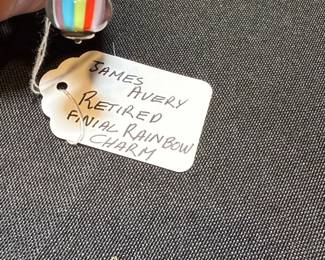 JAMES
AVERY
RETIRED
FINIAL RAINBOW
CHARM